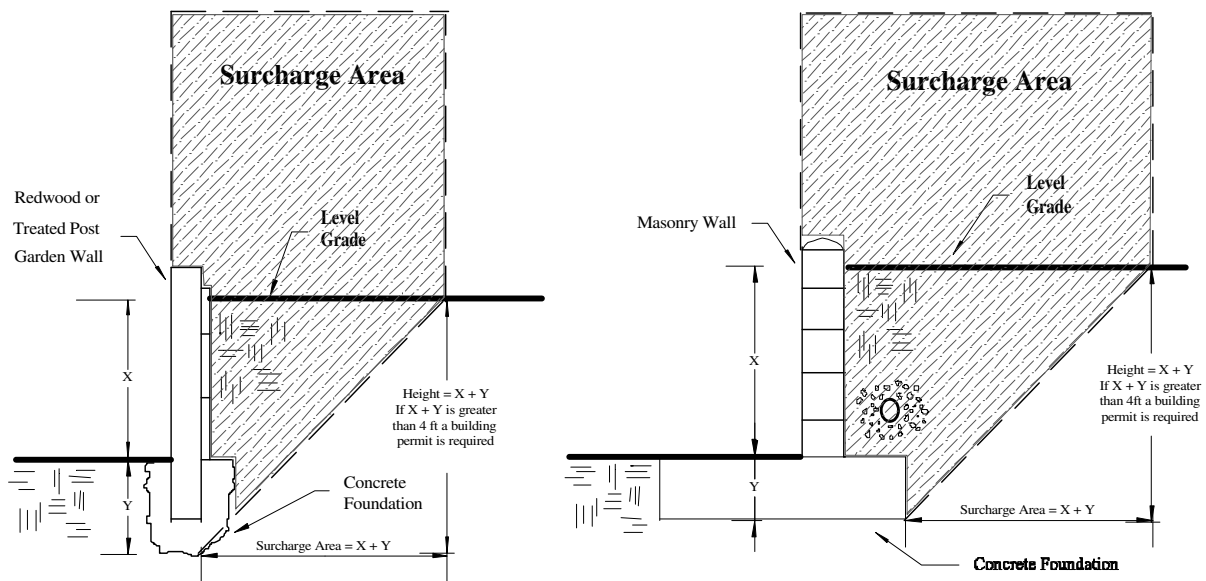 Surcharge Area
Redwood or
Treated Post
Garden Wall
Level
Grade
X
Height = X + Y
If X + Y is greater
than 4 ft a building
permit is required
Y
Concrete
Foundation
Surcharge Area = X + Y
Surcharge Area
Masonry Wall
Level
Grade
X
Height = X + Y
If X + Y is greater
than 4ft a building
permit is required
Y
Surcharge Area = X + Y
Concrete Foundation